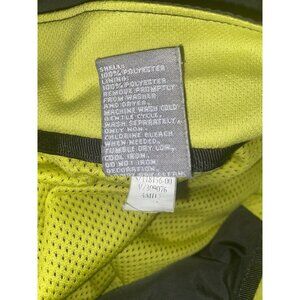 SHELL:
100% POLYESTER
LINING:
100% POLYESTER
REMOVE PROMPTLY
FROM WASHER
AND DRYER.
MACHINE WASH COLD
GENTLE CYCLE,
WASH SEPARATELY,
ONLY NON-
CHLORINE BLEACH
WHEN NEEDED,
TUMBLE DRY LOW,
COOL IRON.
DO NOT IRON
DECORATION.